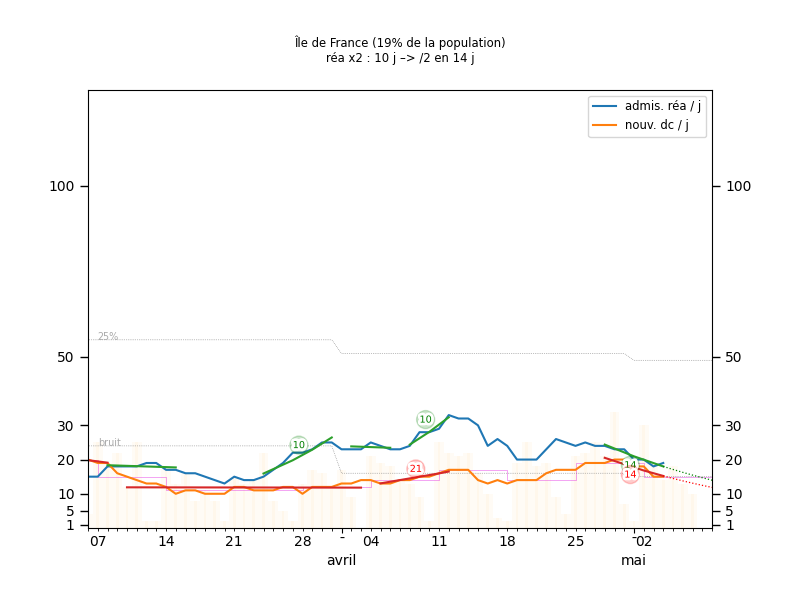 Île de France (19% de la population)
réa x2 : 10 j –> /2 en 14 j
admis. réa / j
nouv. dc / j
100 100
50 50
30 30
20 20
10 10
5 5
1 1
25%
bruit
10
10
21
14
14
07 14 21 28 - 04 11 18 25 - 02
avril mai